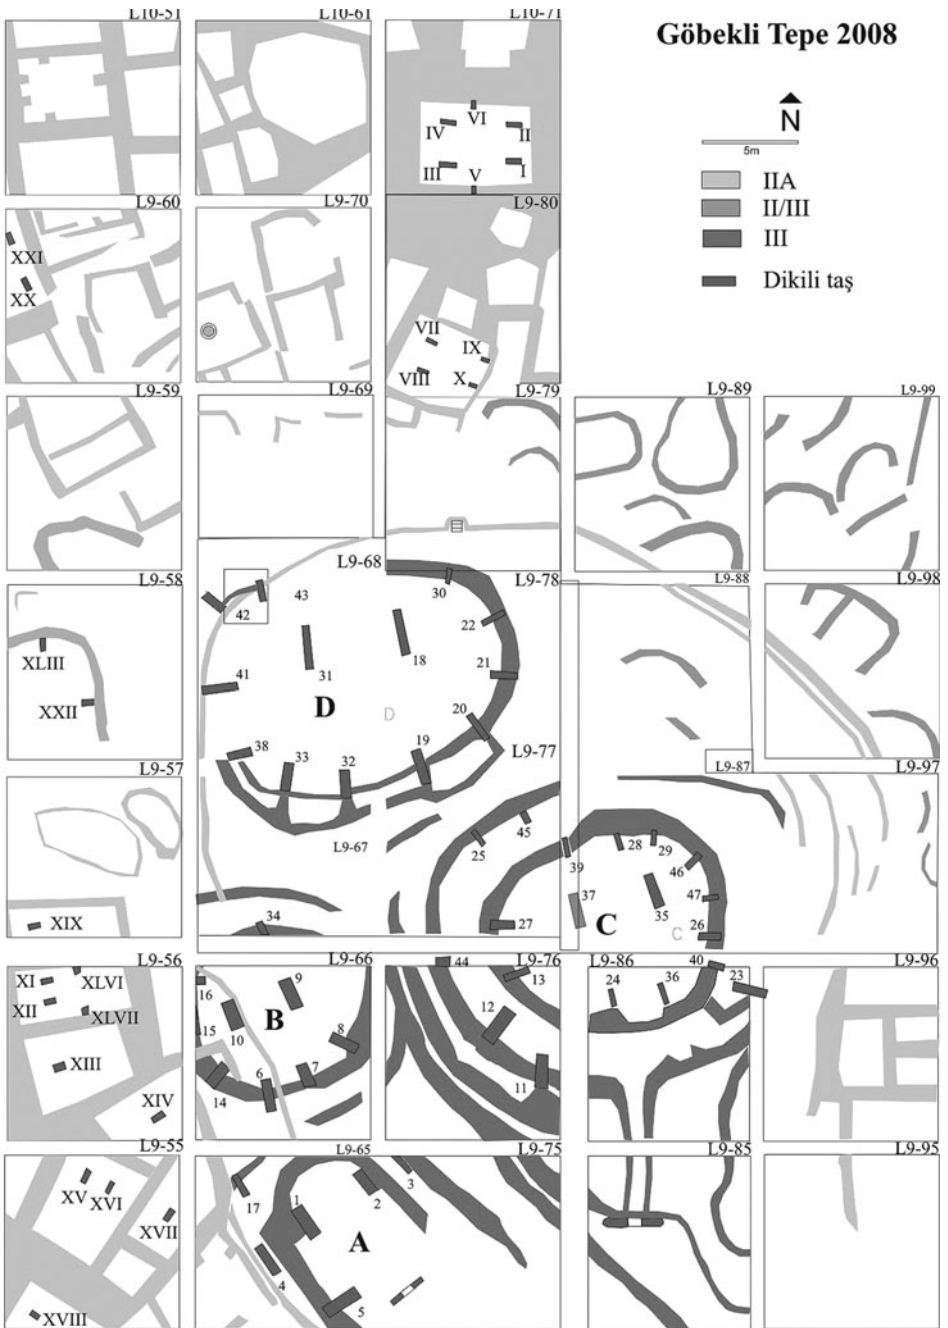 L10-51
L10-61
L10-71
Göbekli Tepe 2008
N
5m
IIA
II/III
III
Dikili taş
VI
IV
II
III
I
V
L9-60
L9-70
L9-80
XXI
XX
VII
IX
VIII
X
L9-59
L9-69
L9-79
L9-89
L9-99
L9-58
L9-68
L9-78
L9-88
L9-98
XLIII
XXII
42
43
30
22
31
18
21
41
D
D
20
38
33
32
19
L9-57
L9-77
L9-87
L9-97
L9-67
45
25
28
29
39
46
37
35
47
XIX
34
27
C
C
26
L9-56
L9-66
44
L9-76
L9-86
40
L9-96
XI
XLVI
XII
XLVII
XIII
XIV
16
9
B
10
15
8
7
6
14
13
12
11
24
36
23
L9-55
L9-65
L9-75
L9-85
L9-95
XV
XVI
XVII
XVIII
17
1
2
3
A
4
5